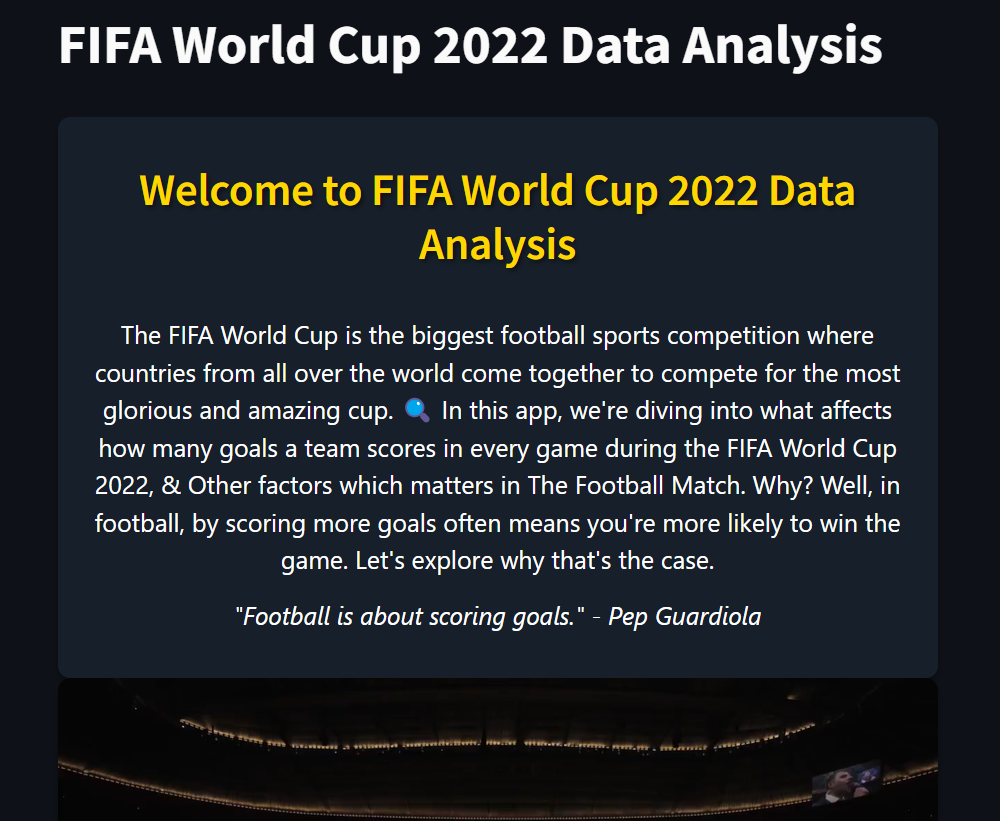 FIFA World Cup 2022 Data Analysis
Welcome to FIFA World Cup 2022 Data
Analysis
The FIFA World Cup is the biggest football sports competition where
countries from all over the world come together to compete for the most
glorious and amazing cup. 🔍 In this app, we're diving into what affects
how many goals a team scores in every game during the FIFA World Cup
2022, & Other factors which matters in The Football Match. Why? Well, in
football, by scoring more goals often means you're more likely to win the
game. Let's explore why that's the case.
"Football is about scoring goals." - Pep Guardiola